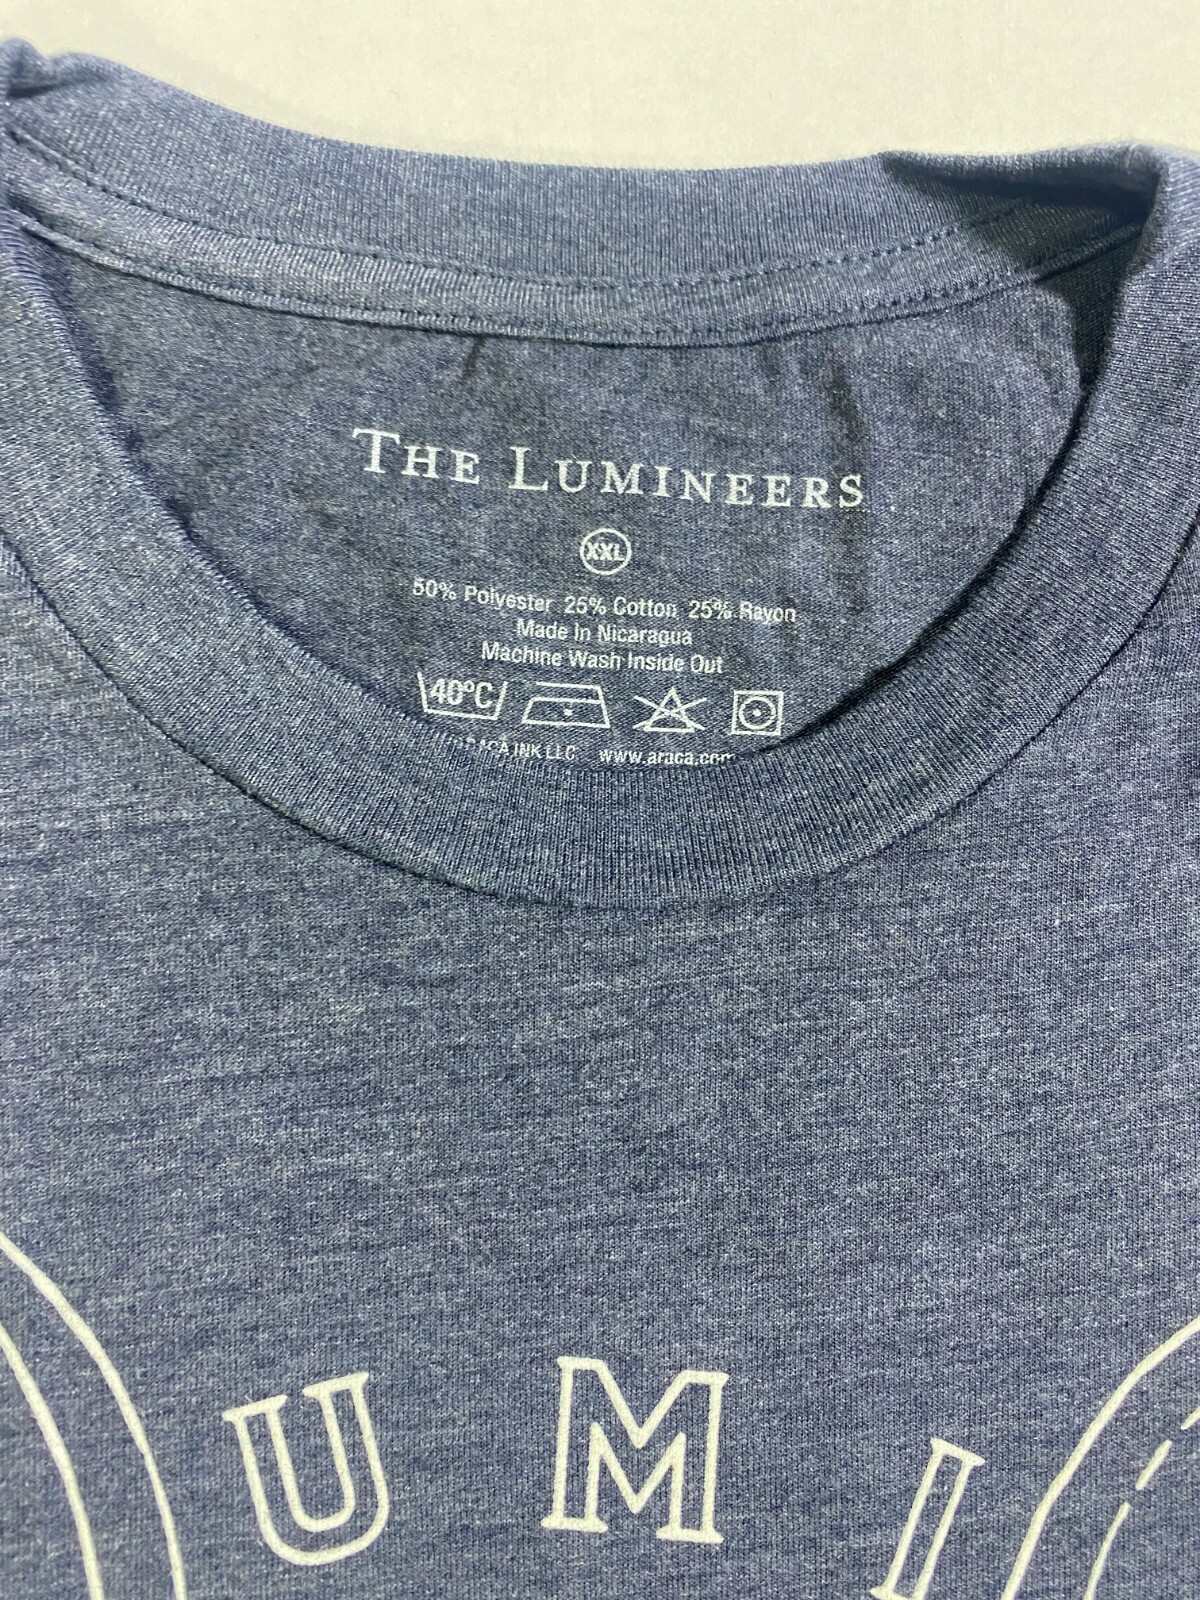 THE LUMINEERS
XXL
50% Polyester 25% Cotton 25% Rayon
Made In Nicaragua
Machine Wash Inside Out
40°C
INK LLC www.araca.com
U M I